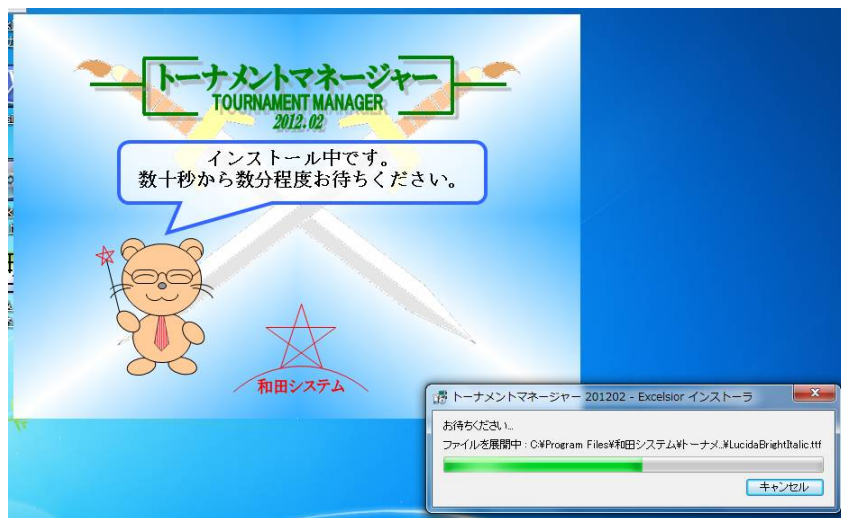 トーナメントマネージャー
TOURNAMENT MANAGER
2012.02
インストール中です。
数十秒から数分程度お待ちください。
和田システム
トーナメントマネージャー 201202 - Excelsior インストーラ
お待ちください...
ファイルを展開中 : C:¥Program Files¥和田システム¥トーナメ..¥LucidaBrightItalic.ttf
キャンセル